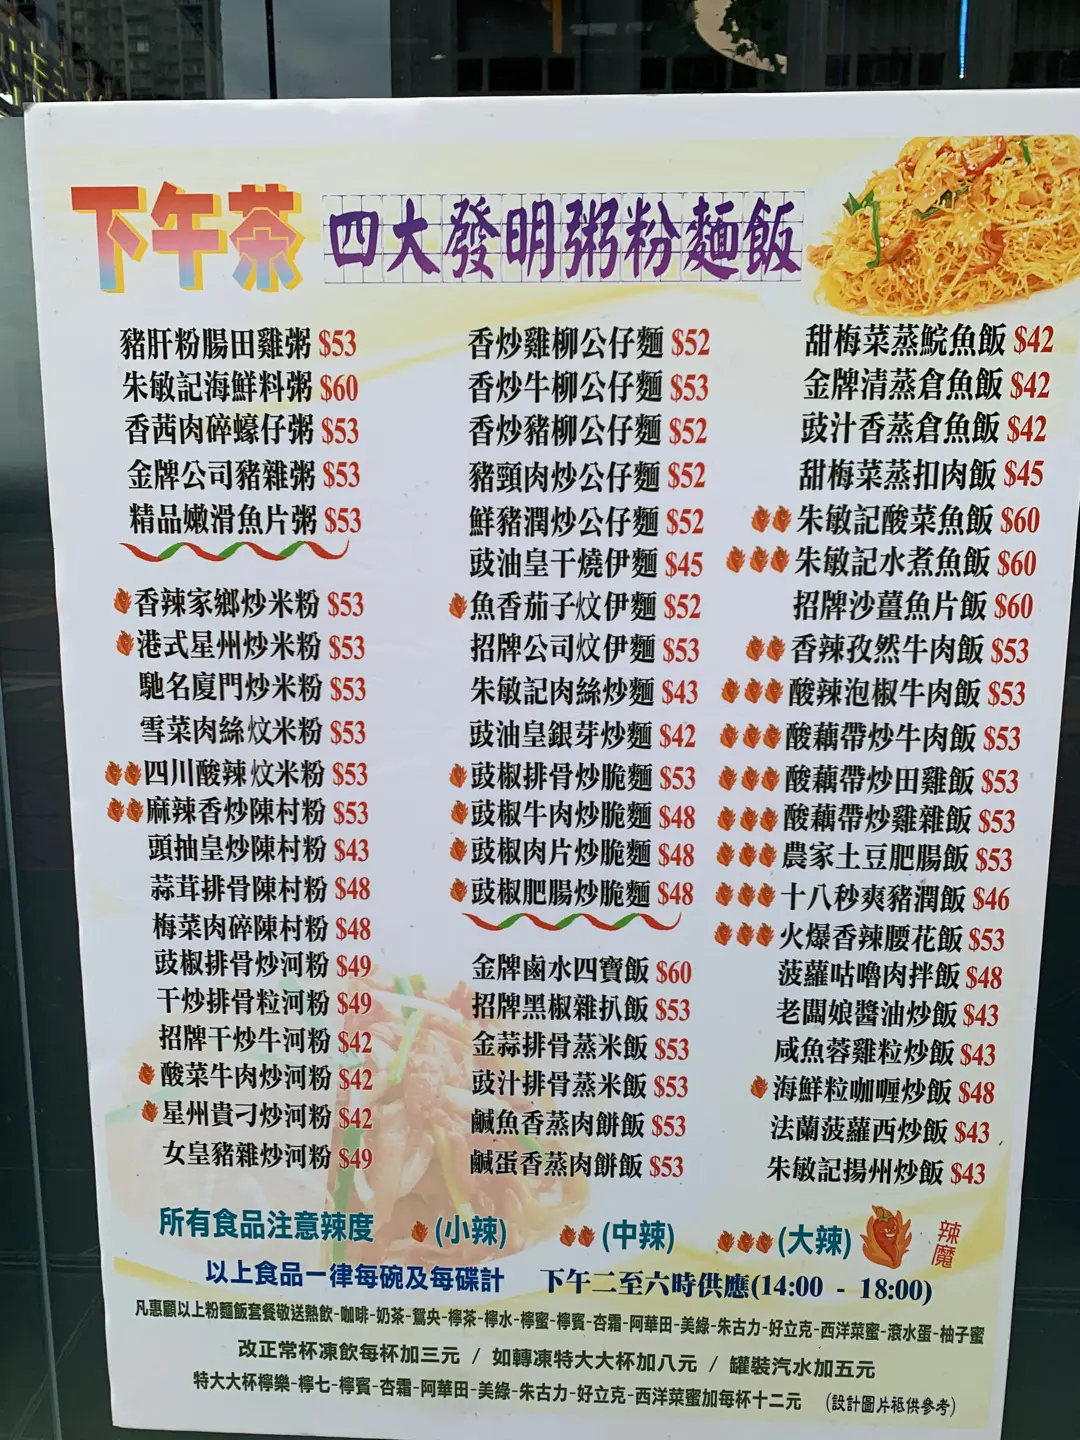 下午茶 四大發明粥粉麵飯
豬肝粉腸田雞粥 $53
朱敏記海鮮料粥 $60
香茜肉碎蠔仔粥 $53
金牌公司豬雜粥 $53
精品嫩滑魚片粥 $53
香辣家鄉炒米粉 $53
港式星州炒米粉 $53
馳名廈門炒米粉 $53
雪菜肉絲炆米粉 $53
四川酸辣炆米粉 $53
麻辣香炒陳村粉 $53
頭抽皇炒陳村粉 $43
蒜茸排骨陳村粉 $48
梅菜肉碎陳村粉 $48
豉椒排骨炒河粉 $49
干炒排骨粒河粉 $49
招牌干炒牛河粉 $42
酸菜牛肉炒河粉 $42
星州貴刁炒河粉 $42
女皇豬雜炒河粉 $49
香炒雞柳公仔麵 $52
香炒牛柳公仔麵 $53
香炒豬柳公仔麵 $52
豬頸肉炒公仔麵 $52
鮮豬潤炒公仔麵 $52
豉油皇干燒伊麵 $45
魚香茄子炆伊麵 $52
招牌公司炆伊麵 $53
朱敏記肉絲炒麵 $43
豉油皇銀芽炒麵 $42
豉椒排骨炒脆麵 $53
豉椒牛肉炒脆麵 $48
豉椒肉片炒脆麵 $48
豉椒肥腸炒脆麵 $48
金牌鹵水四寶飯 $60
招牌黑椒雜扒飯 $53
金蒜排骨蒸米飯 $53
豉汁排骨蒸米飯 $53
鹹魚香蒸肉餅飯 $53
鹹蛋香蒸肉餅飯 $53
甜梅菜蒸鯇魚飯 $42
金牌清蒸倉魚飯 $42
豉汁香蒸倉魚飯 $42
甜梅菜蒸扣肉飯 $45
朱敏記酸菜魚飯 $60
朱敏記水煮魚飯 $60
招牌沙薑魚片飯 $60
香辣孜然牛肉飯 $53
酸辣泡椒牛肉飯 $53
酸藕帶炒牛肉飯 $53
酸藕帶炒田雞飯 $53
酸藕帶炒雞雜飯 $53
農家土豆肥腸飯 $53
十八秒爽豬潤飯 $46
火爆香辣腰花飯 $53
菠蘿咕嚕肉拌飯 $48
老闆娘醬油炒飯 $43
咸魚蓉雞粒炒飯 $43
海鮮粒咖喱炒飯 $48
法蘭菠蘿西炒飯 $43
朱敏記揚州炒飯 $43
所有食品注意辣度 (小辣) (中辣) (大辣) 辣魔
以上食品一律每碗及每碟計 下午二至六時供應(14:00 - 18:00)
凡惠顧以上粉麵飯套餐敬送熱飲-咖啡-奶茶-鴛央-檸茶-檸水-檸蜜-檸賓-杏霜-阿華田-美綠-朱古力-好立克-西洋菜蜜-滾水蛋-柚子蜜
改正常杯凍飲每杯加三元 / 如轉凍特大大杯加八元 / 罐裝汽水加五元
特大大杯檸樂-檸七-檸賓-杏霜-阿華田-美綠-朱古力-好立克-西洋菜蜜加每杯十二元 (設計圖片祗供參考)